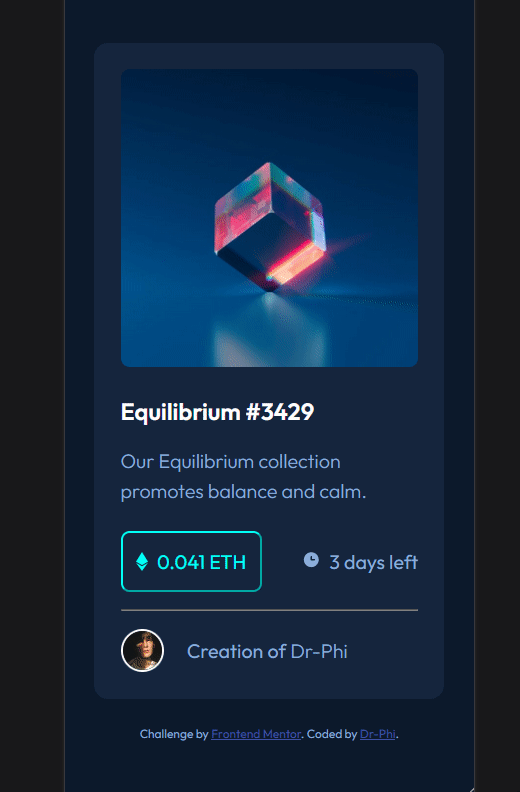 Equilibrium #3429
Our Equilibrium collection
promotes balance and calm.
0.041 ETH
3 days left
Creation of Dr-Phi
Challenge by Frontend Mentor. Coded by Dr-Phi.